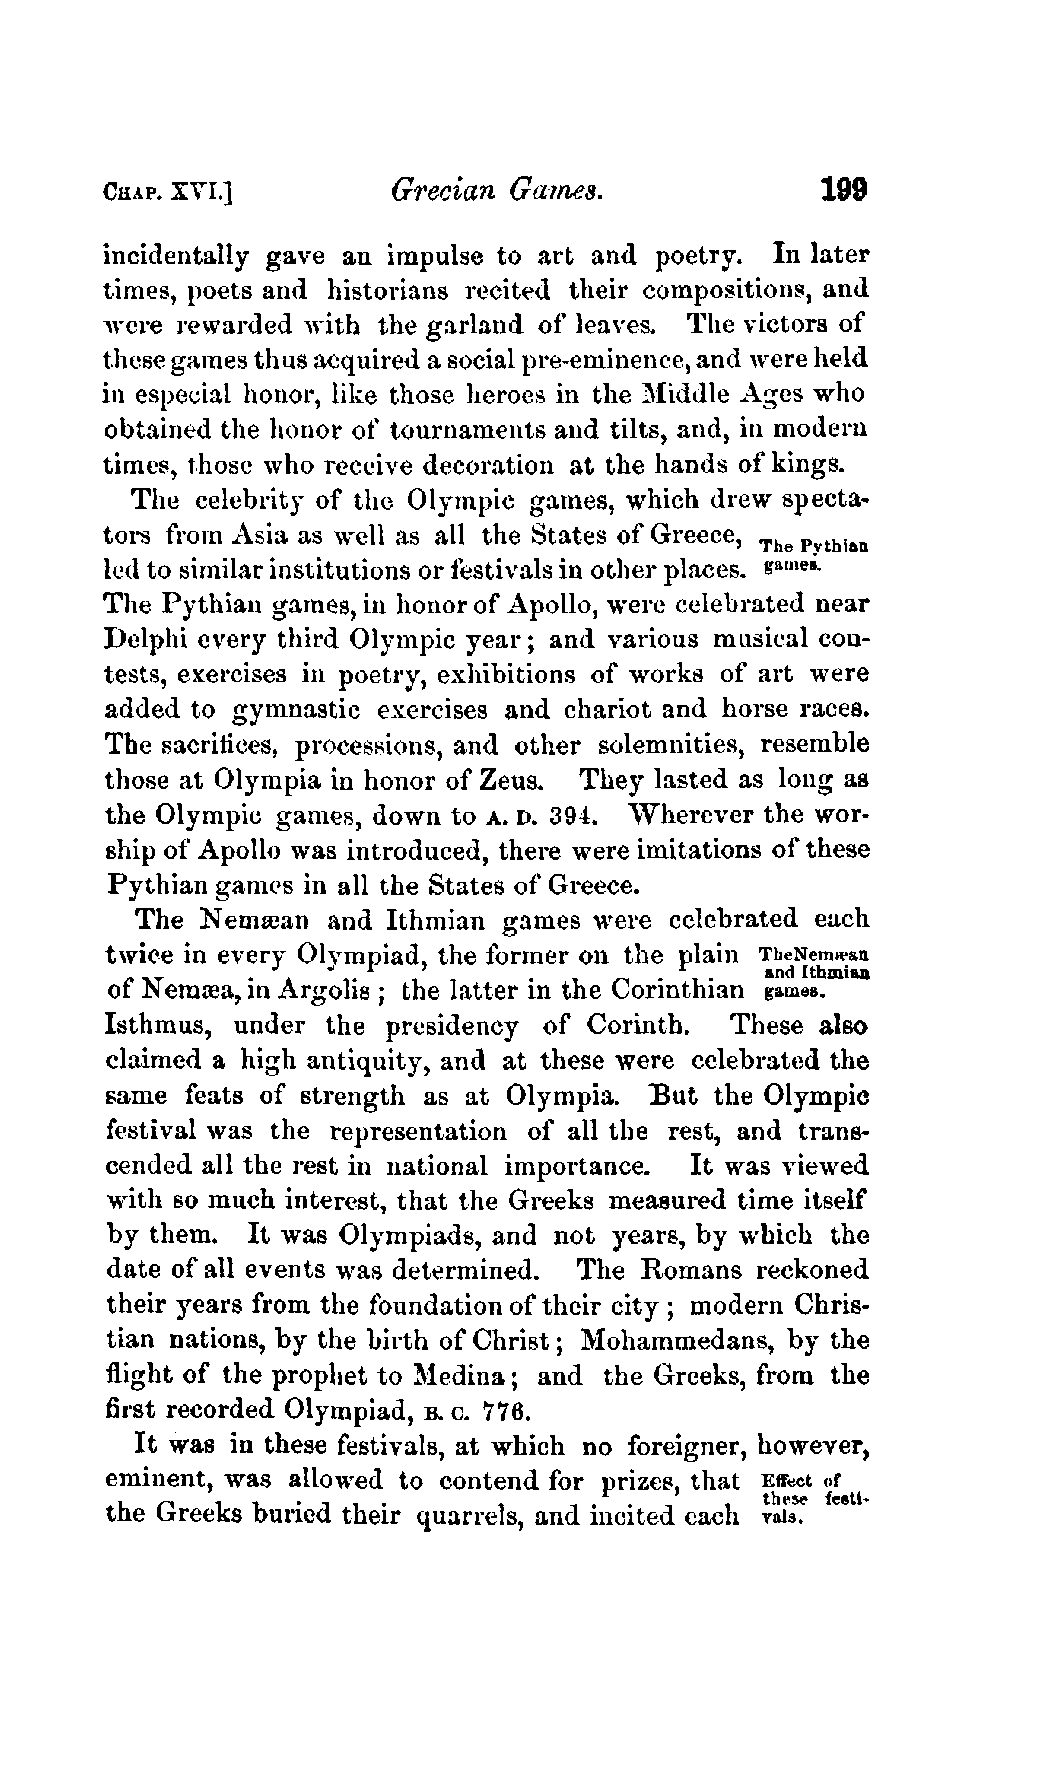 CHAP. XVI.] Grecian Games. 199
incidentally gave an impulse to art and poetry. In later
times, poets and historians recited their compositions, and
were rewarded with the garland of leaves. The victors of
these games thus acquired a social pre-eminence, and were held
in especial honor, like those heroes in the Middle Ages who
obtained the honor of tournaments and tilts, and, in modern
times, those who receive decoration at the hands of kings.
The celebrity of the Olympic games, which drew specta-
tors from Asia as well as all the States of Greece,
The Pythian
led to similar institutions or festivals in other places.
games.
The Pythian games, in honor of Apollo, were celebrated near
Delphi every third Olympic year; and various musical con-
tests, exercises in poetry, exhibitions of works of art were
added to gymnastic exercises and chariot and horse races.
The sacrifices, processions, and other solemnities, resemble
those at Olympia in honor of Zeus. They lasted as long as
the Olympic games, down to A. D. 394. Wherever the wor-
ship of Apollo was introduced, there were imitations of these
Pythian games in all the States of Greece.
The Nemæan and Ithmian games were celebrated each
twice in every Olympiad, the former on the plain
The Nemæan
and Ithmian
of Nemæa, in Argolis; the latter in the Corinthian
games.
Isthmus, under the presidency of Corinth. These also
claimed a high antiquity, and at these were celebrated the
same feats of strength as at Olympia. But the Olympic
festival was the representation of all the rest, and trans-
cended all the rest in national importance. It was viewed
with so much interest, that the Greeks measured time itself
by them. It was Olympiads, and not years, by which the
date of all events was determined. The Romans reckoned
their years from the foundation of their city; modern Chris-
tian nations, by the birth of Christ; Mohammedans, by the
flight of the prophet to Medina; and the Greeks, from the
first recorded Olympiad, B. C. 776.
It was in these festivals, at which no foreigner, however,
eminent, was allowed to contend for prizes, that
Effect of
these festi-
the Greeks buried their quarrels, and incited each
vals.